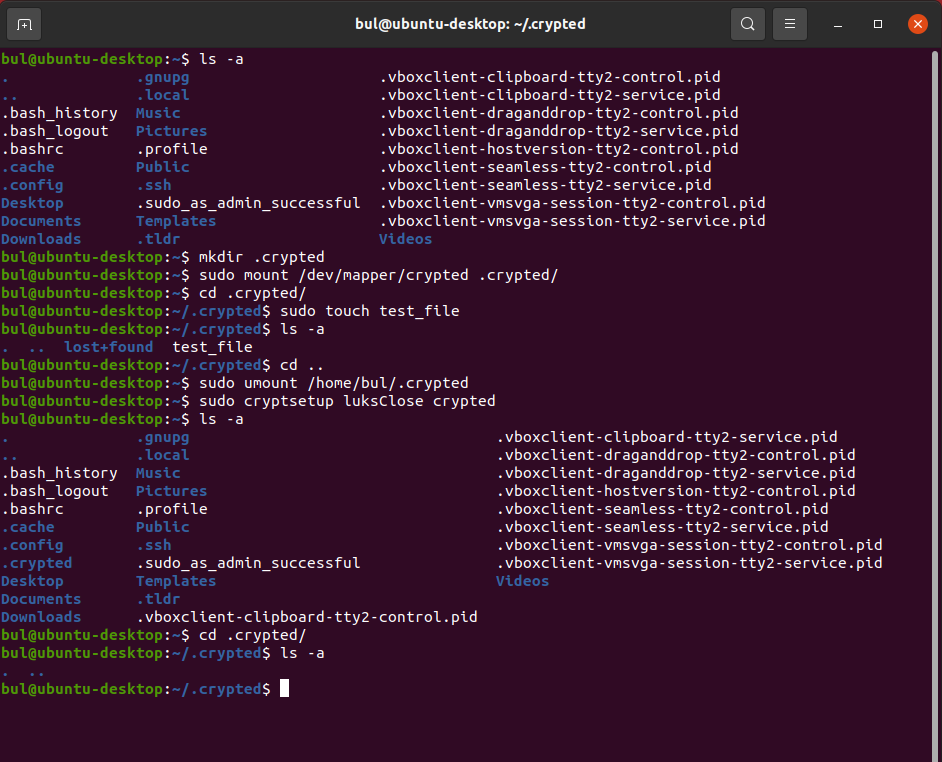 bul@ubuntu-desktop: ~/.crypted
bul@ubuntu-desktop:~$ ls -a
. .gnupg .vboxclient-clipboard-tty2-control.pid
.. .local .vboxclient-clipboard-tty2-service.pid
.bash_history Music .vboxclient-draganddrop-tty2-control.pid
.bash_logout Pictures .vboxclient-draganddrop-tty2-service.pid
.bashrc .profile .vboxclient-hostversion-tty2-control.pid
.cache Public .vboxclient-seamless-tty2-control.pid
.config .ssh .vboxclient-seamless-tty2-service.pid
Desktop .sudo_as_admin_successful .vboxclient-vmsvga-session-tty2-control.pid
Documents Templates .vboxclient-vmsvga-session-tty2-service.pid
Downloads .tldr Videos
bul@ubuntu-desktop:~$ mkdir .crypted
bul@ubuntu-desktop:~$ sudo mount /dev/mapper/crypted .crypted/
bul@ubuntu-desktop:~$ cd .crypted/
bul@ubuntu-desktop:~/.crypted$ sudo touch test_file
bul@ubuntu-desktop:~/.crypted$ ls -a
. .. lost+found test_file
bul@ubuntu-desktop:~/.crypted$ cd ..
bul@ubuntu-desktop:~$ sudo umount /home/bul/.crypted
bul@ubuntu-desktop:~$ sudo cryptsetup luksClose crypted
bul@ubuntu-desktop:~$ ls -a
. .gnupg .vboxclient-clipboard-tty2-service.pid
.. .local .vboxclient-draganddrop-tty2-control.pid
.bash_history Music .vboxclient-draganddrop-tty2-service.pid
.bash_logout Pictures .vboxclient-hostversion-tty2-control.pid
.bashrc .profile .vboxclient-seamless-tty2-control.pid
.cache Public .vboxclient-seamless-tty2-service.pid
.config .ssh .vboxclient-vmsvga-session-tty2-control.pid
.crypted .sudo_as_admin_successful .vboxclient-vmsvga-session-tty2-service.pid
Desktop Templates Videos
Documents .tldr
Downloads .vboxclient-clipboard-tty2-control.pid
bul@ubuntu-desktop:~$ cd .crypted/
bul@ubuntu-desktop:~/.crypted$ ls -a
. ..
bul@ubuntu-desktop:~/.crypted$